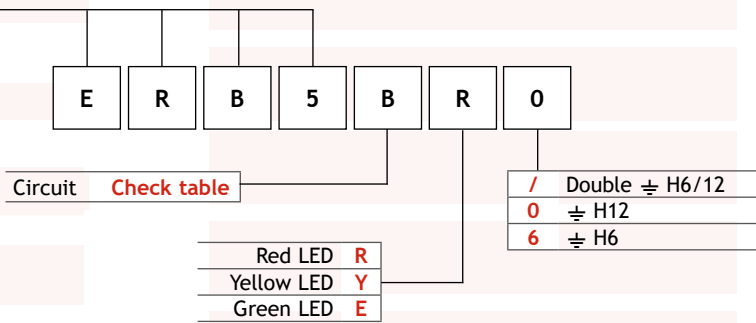 E R B 5 B R 0
Circuit Check table
/ Double ⏚ H6/12
0 ⏚ H12
6 ⏚ H6
Red LED R
Yellow LED Y
Green LED E